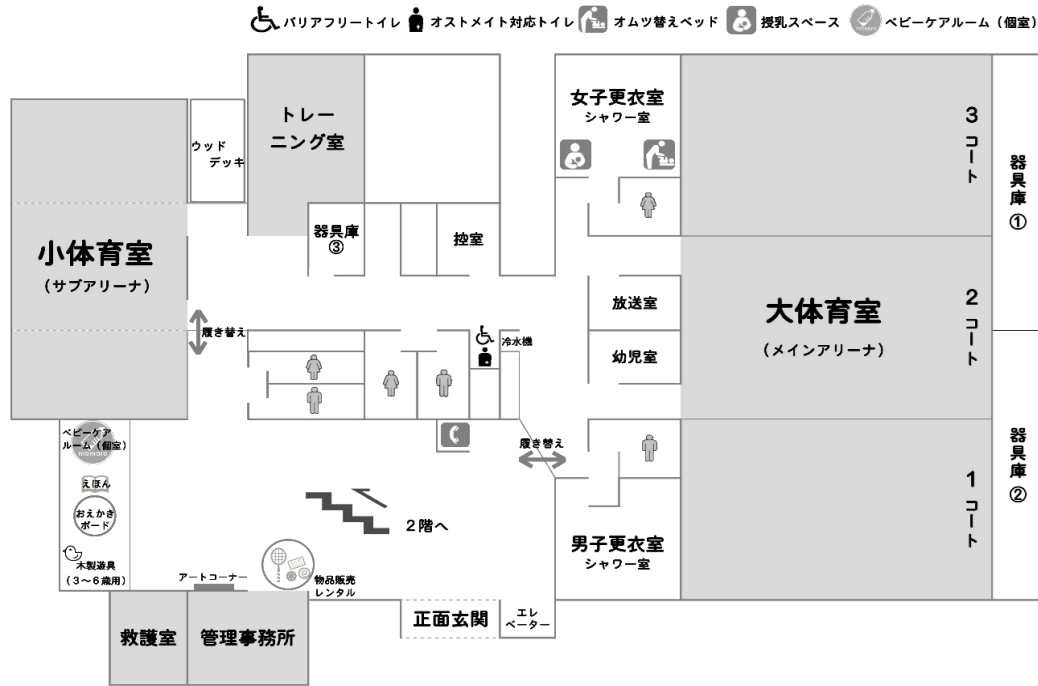 バリアフリートイレ
オストメイト対応トイレ
オムツ替えベッド
授乳スペース
ベビーケアルーム（個室）
トレー
ニング室
ウッド
デッキ
女子更衣室
シャワー室
3コート
器具庫①
小体育室
（サブアリーナ）
器具庫
③
控室
放送室
大体育室
（メインアリーナ）
2コート
履き替え
冷水機
幼児室
ベビーケア
ルーム（個室）
mamaro
えほん
おえかき
ボード
木製遊具
（3〜6歳用）
履き替え
2階へ
男子更衣室
シャワー室
1コート
器具庫②
アートコーナー
物品販売
レンタル
正面玄関
エレ
ベーター
救護室
管理事務所